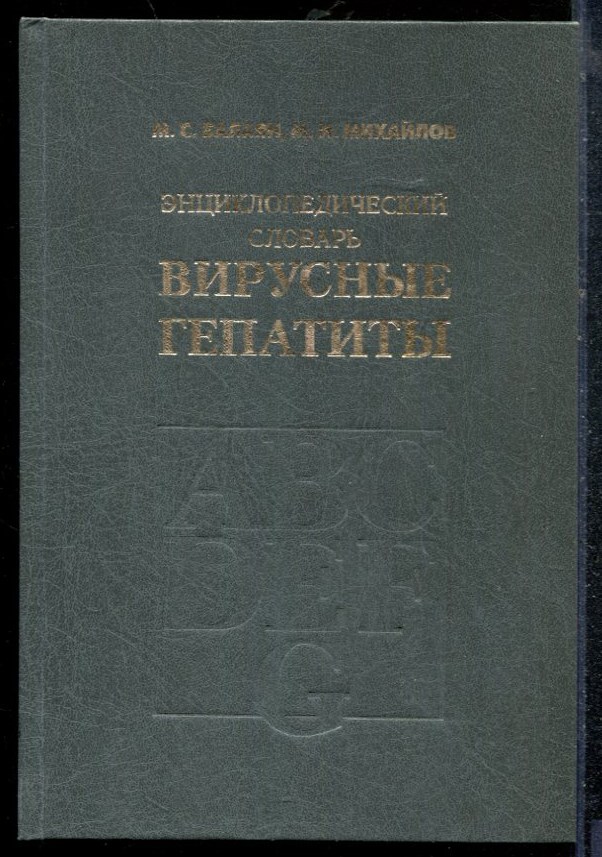 М. С. БАЛАЯН, М. И. МИХАЙЛОВ
ЭНЦИКЛОПЕДИЧЕСКИЙ
СЛОВАРЬ
ВИРУСНЫЕ
ГЕПАТИТЫ
ABC
DEF
G